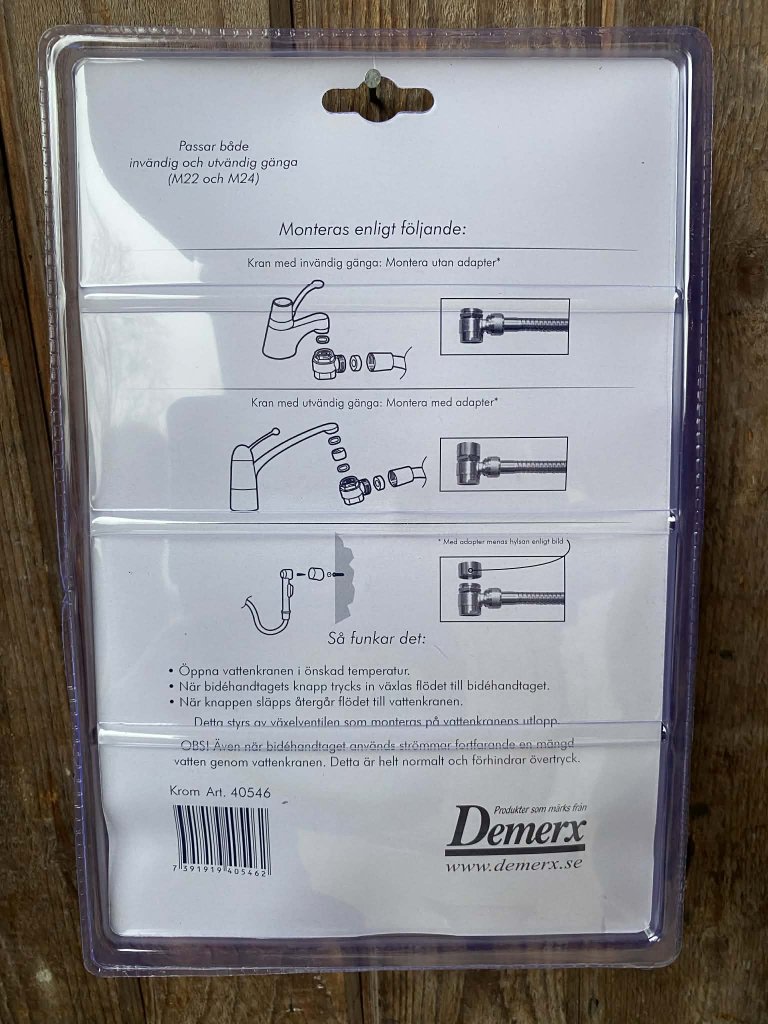 Passar både
invändig och utvändig gänga
(M22 och M24)
Monteras enligt följande:
Kran med invändig gänga: Montera utan adapter*
Kran med utvändig gänga: Montera med adapter*
* Med adapter menas hylsan enligt bild
Så funkar det:
• Öppna vattenkranen i önskad temperatur.
• När bidéhandtagets knapp trycks in växlas flödet till bidéhandtaget.
• När knappen släpps återgår flödet till vattenkranen.
Detta styrs av växelventilen som monteras på vattenkranens utlopp.
OBS! Även när bidéhandtaget används strömmar fortfarande en mängd
vatten genom vattenkranen. Detta är helt normalt och förhindrar övertryck.
Krom Art. 40546
7 391919 405462
Produkter som märks från
Demerx
www.demerx.se